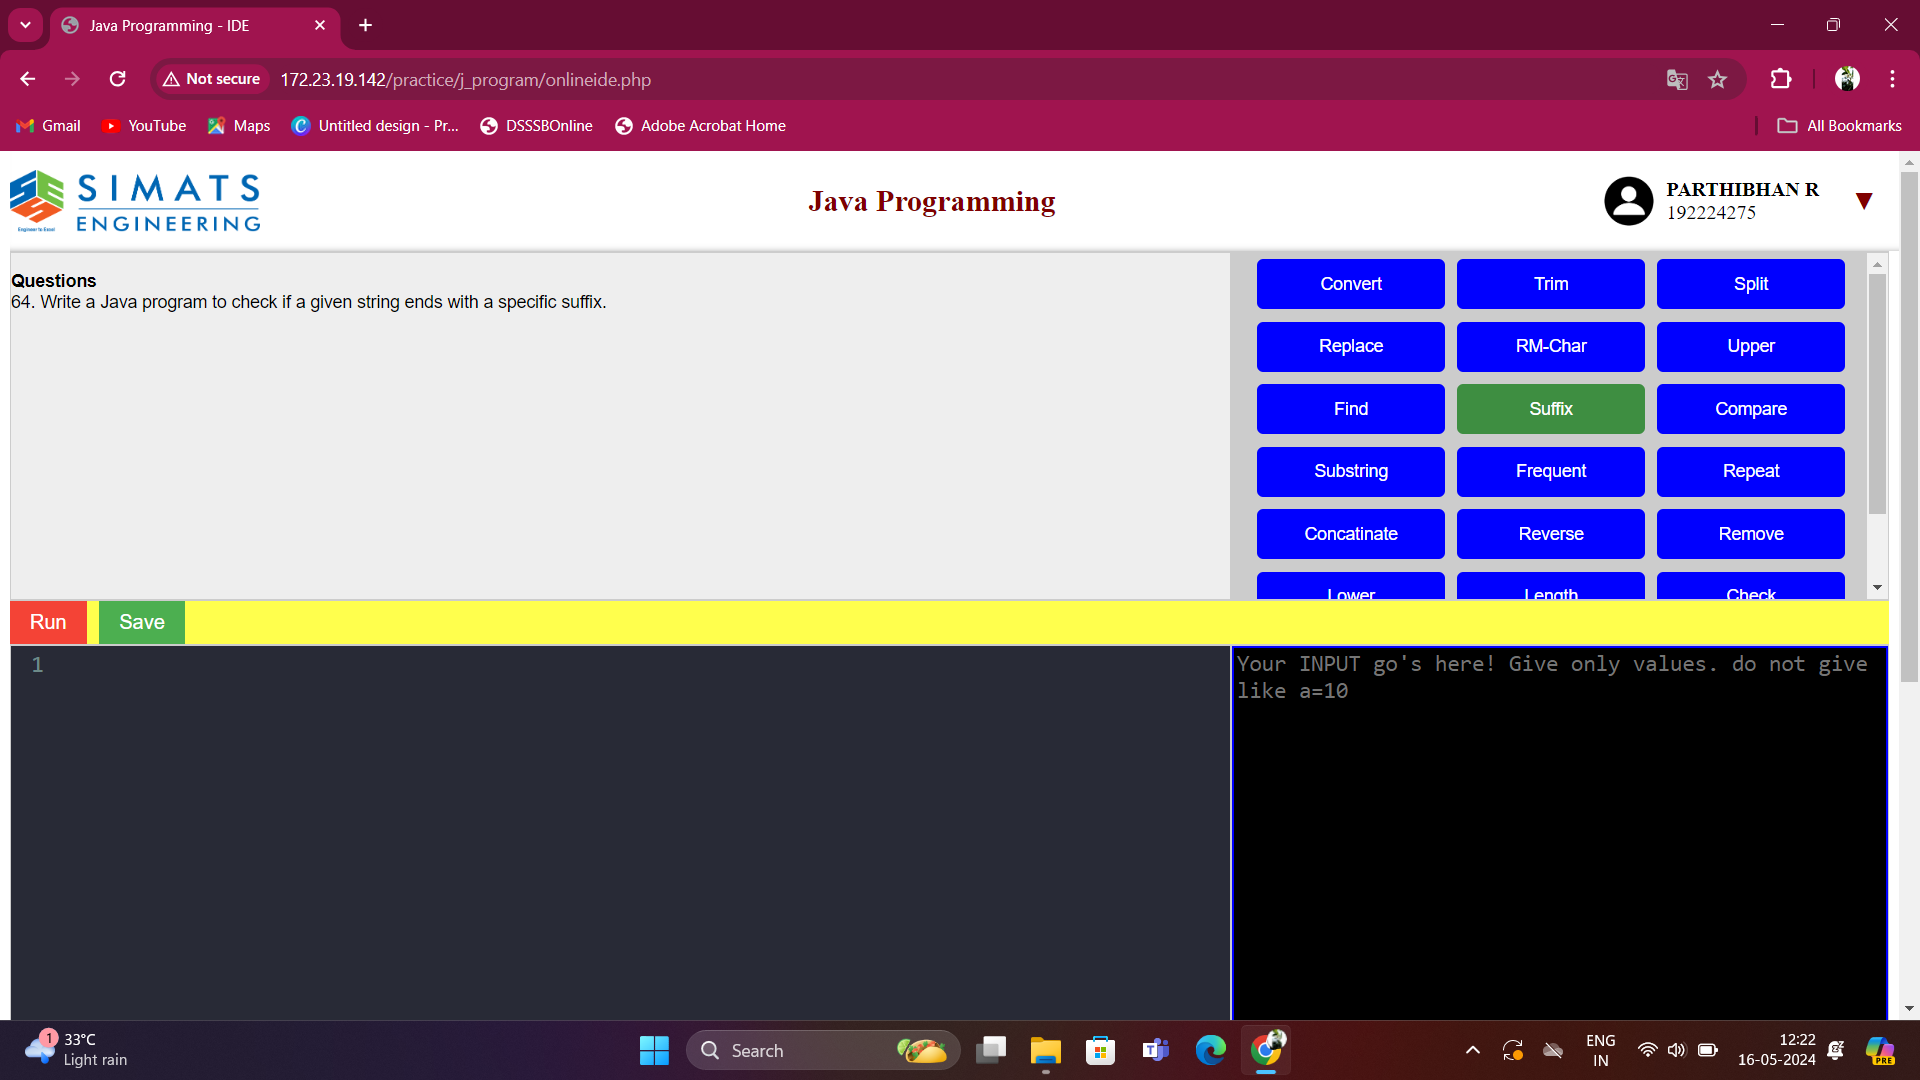 Java Programming - IDE
Not secure
172.23.19.142/practice/j_program/onlineide.php
Gmail
YouTube
Maps
Untitled design - Pr...
DSSSBOnline
Adobe Acrobat Home
All Bookmarks
SIMATS
ENGINEERING
Engineer to Excel
Java Programming
PARTHIBHAN R
192224275
Questions
64. Write a Java program to check if a given string ends with a specific suffix.
Convert
Trim
Split
Replace
RM-Char
Upper
Find
Suffix
Compare
Substring
Frequent
Repeat
Concatinate
Reverse
Remove
Lower
Length
Check
Run
Save
1
Your INPUT go's here! Give only values. do not give
like a=10
1
33°C
Light rain
Search
ENG
IN
12:22
16-05-2024
PRE